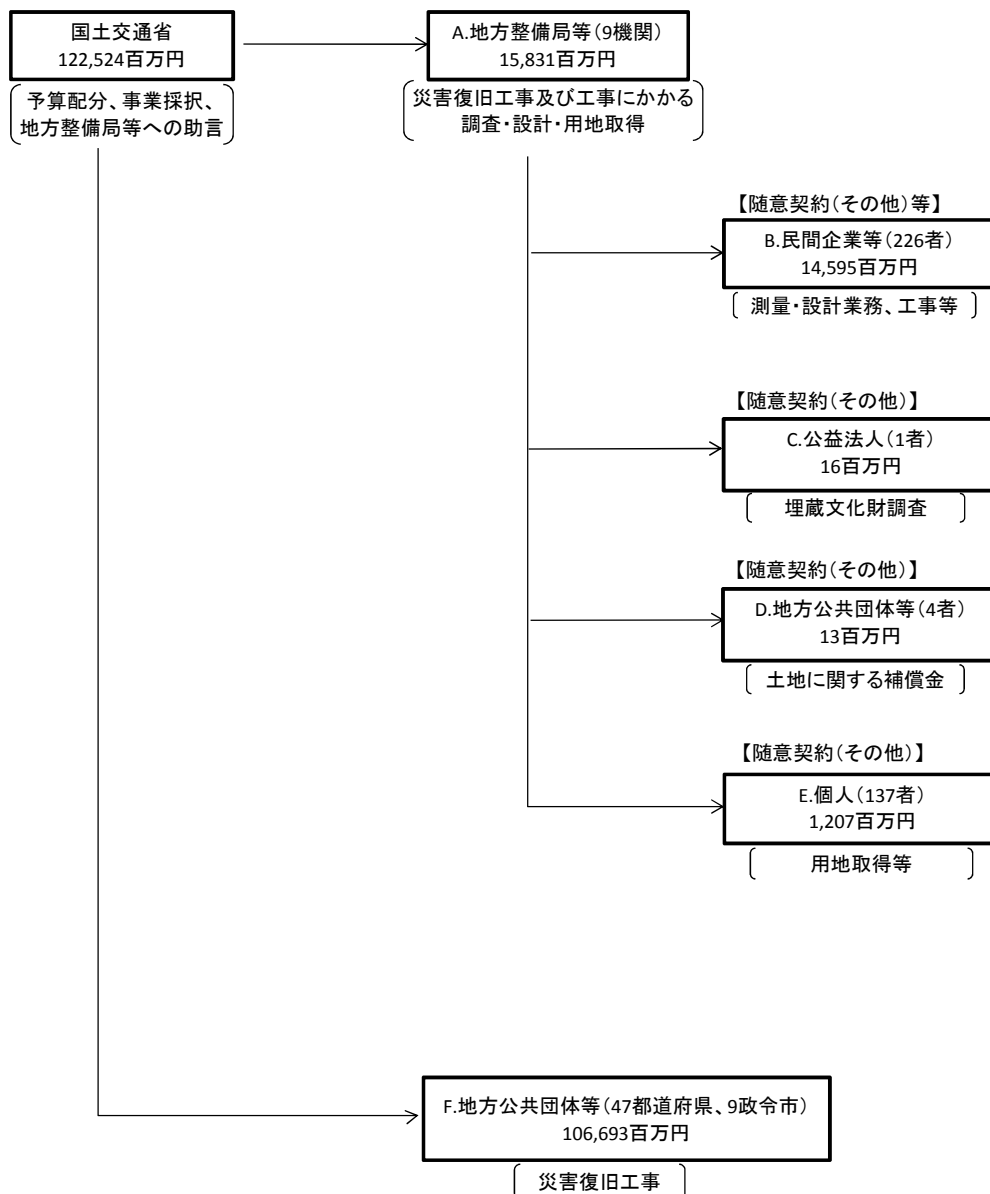 国土交通省
122,524百万円
予算配分、事業採択、
地方整備局等への助言
A.地方整備局等(9機関)
15,831百万円
災害復旧工事及び工事にかかる
調査・設計・用地取得
【随意契約(その他)等】
B.民間企業等(226者)
14,595百万円
測量・設計業務、工事等
【随意契約(その他)】
C.公益法人(1者)
16百万円
埋蔵文化財調査
【随意契約(その他)】
D.地方公共団体等(4者)
13百万円
土地に関する補償金
【随意契約(その他)】
E.個人(137者)
1,207百万円
用地取得等
F.地方公共団体等(47都道府県、9政令市)
106,693百万円
災害復旧工事